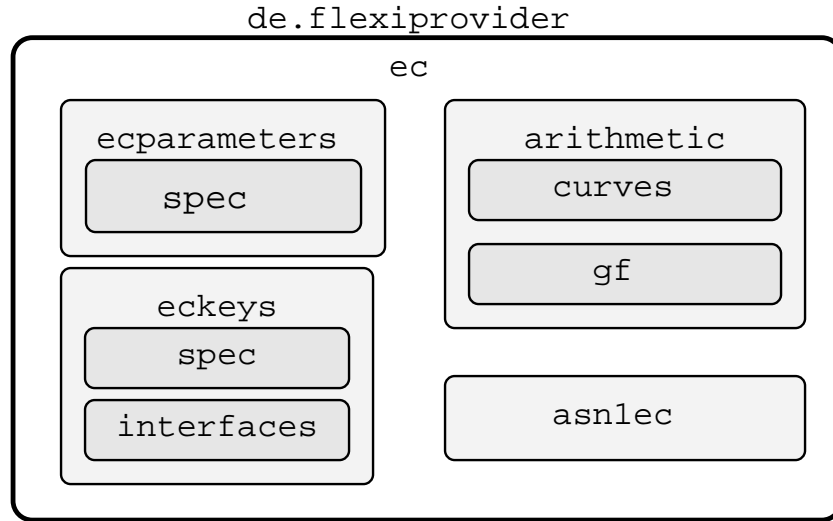 de.flexiprovider
ec
ecparameters
spec
eckeys
spec
interfaces
arithmetic
curves
gf
asn1ec